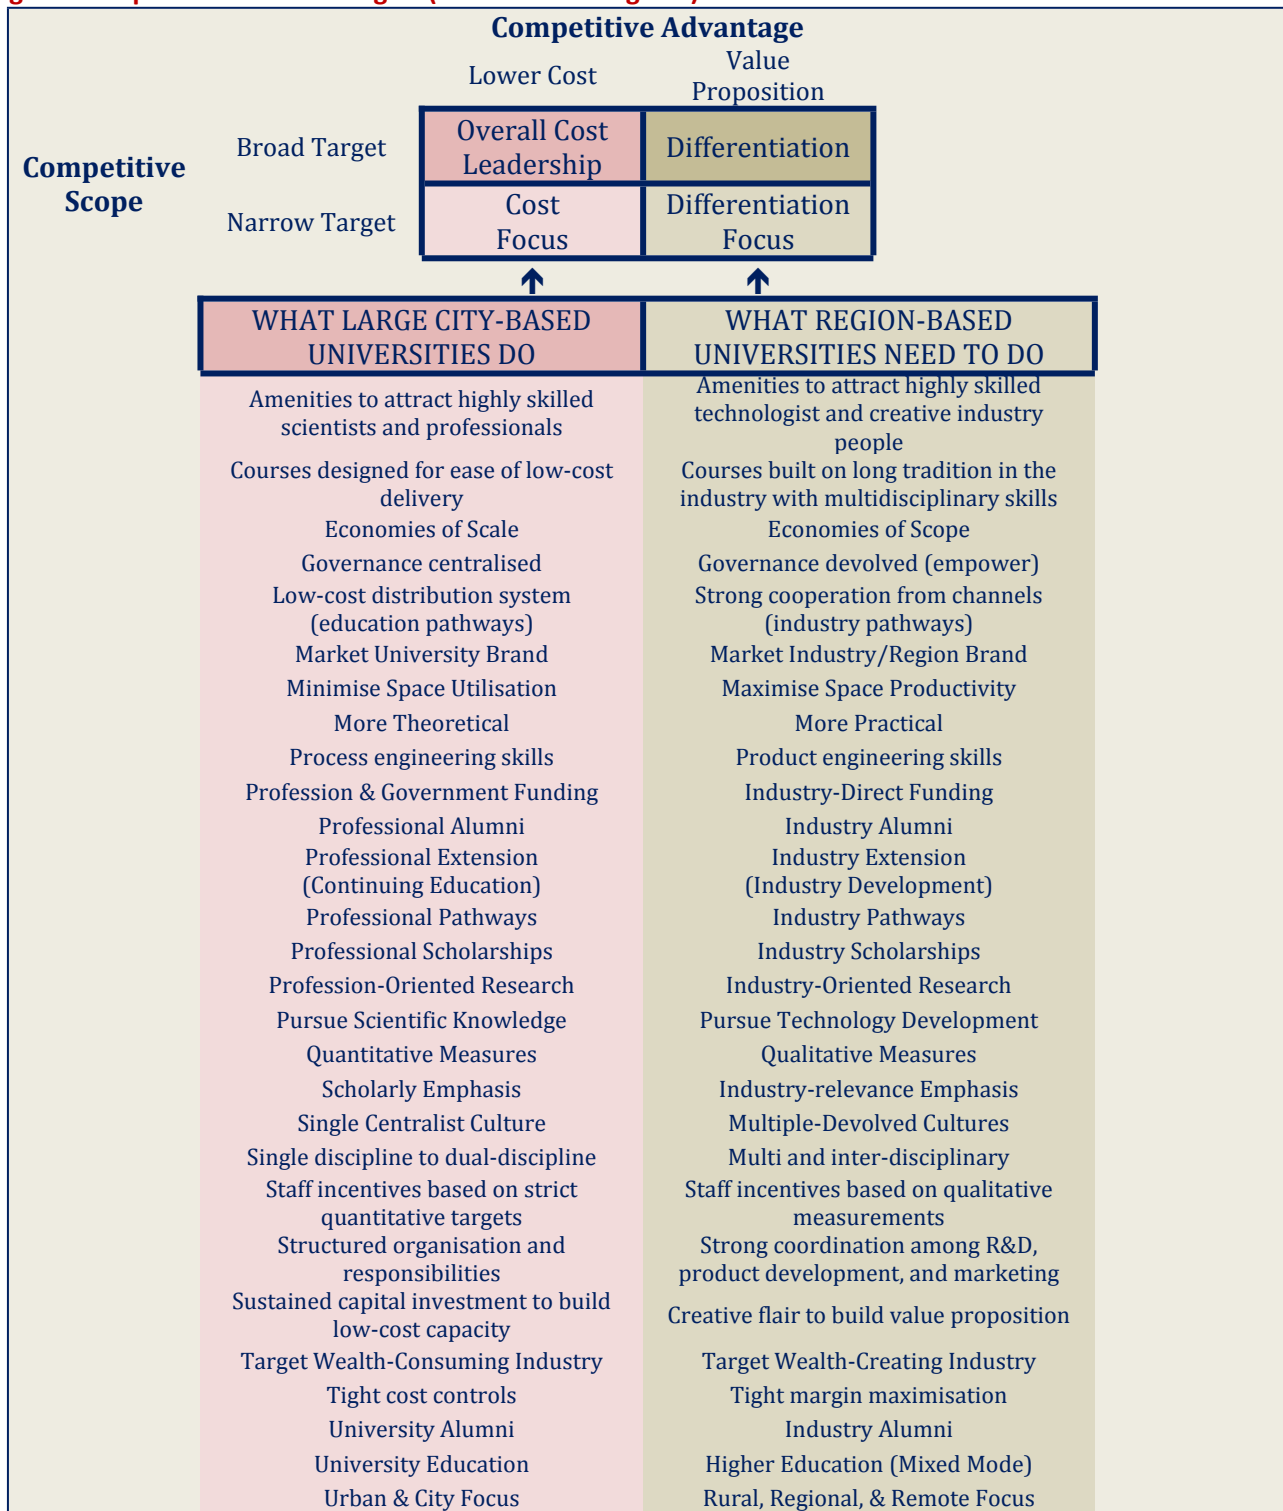 Competitive Advantage
Lower Cost
Value
Proposition
Competitive
Scope
Broad Target
Overall Cost
Leadership
Differentiation
Narrow Target
Cost
Focus
Differentiation
Focus
↑ ↑
WHAT LARGE CITY-BASED
UNIVERSITIES DO
WHAT REGION-BASED
UNIVERSITIES NEED TO DO
Amenities to attract highly skilled
scientists and professionals
Amenities to attract highly skilled
technologist and creative industry
people
Courses designed for ease of low-cost
delivery
Courses built on long tradition in the
industry with multidisciplinary skills
Economies of Scale
Economies of Scope
Governance centralised
Governance devolved (empower)
Low-cost distribution system
(education pathways)
Strong cooperation from channels
(industry pathways)
Market University Brand
Market Industry/Region Brand
Minimise Space Utilisation
Maximise Space Productivity
More Theoretical
More Practical
Process engineering skills
Product engineering skills
Profession & Government Funding
Industry-Direct Funding
Professional Alumni
Industry Alumni
Professional Extension
(Continuing Education)
Industry Extension
(Industry Development)
Professional Pathways
Industry Pathways
Professional Scholarships
Industry Scholarships
Profession-Oriented Research
Industry-Oriented Research
Pursue Scientific Knowledge
Pursue Technology Development
Quantitative Measures
Qualitative Measures
Scholarly Emphasis
Industry-relevance Emphasis
Single Centralist Culture
Multiple-Devolved Cultures
Single discipline to dual-discipline
Multi and inter-disciplinary
Staff incentives based on strict
quantitative targets
Staff incentives based on qualitative
measurements
Structured organisation and
responsibilities
Strong coordination among R&D,
product development, and marketing
Sustained capital investment to build
low-cost capacity
Creative flair to build value proposition
Target Wealth-Consuming Industry
Target Wealth-Creating Industry
Tight cost controls
Tight margin maximisation
University Alumni
Industry Alumni
University Education
Higher Education (Mixed Mode)
Urban & City Focus
Rural, Regional, & Remote Focus